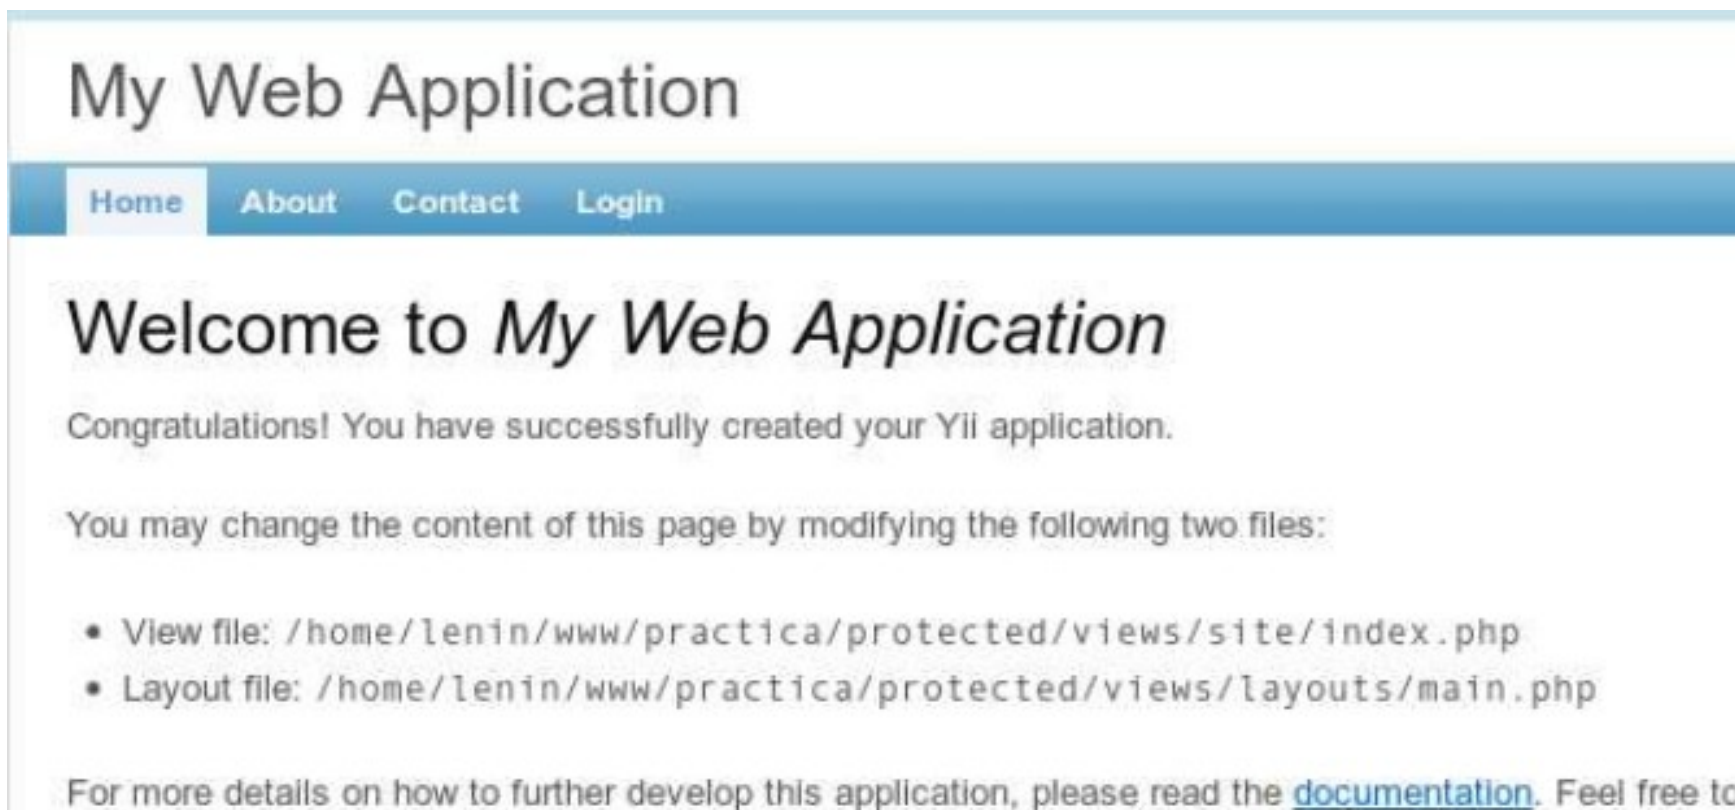 My Web Application
Home About Contact Login
Welcome to My Web Application
Congratulations! You have successfully created your Yii application.
You may change the content of this page by modifying the following two files:
• View file: /home/lenin/www/practica/protected/views/site/index.php
• Layout file: /home/lenin/www/practica/protected/views/layouts/main.php
For more details on how to further develop this application, please read the documentation. Feel free to